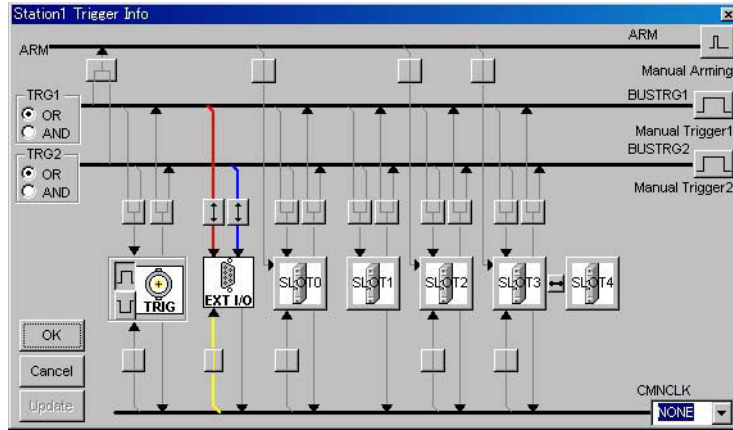 Station1 Trigger Info
ARM
ARM
Manual Arming
TRG1
OR
AND
BUSTRG1
Manual Trigger1
TRG2
OR
AND
BUSTRG2
Manual Trigger2
TRIG
EXT I/O
SLOT0
SLOT1
SLOT2
SLOT3
SLOT4
OK
Cancel
Update
CMNCLK
NONE